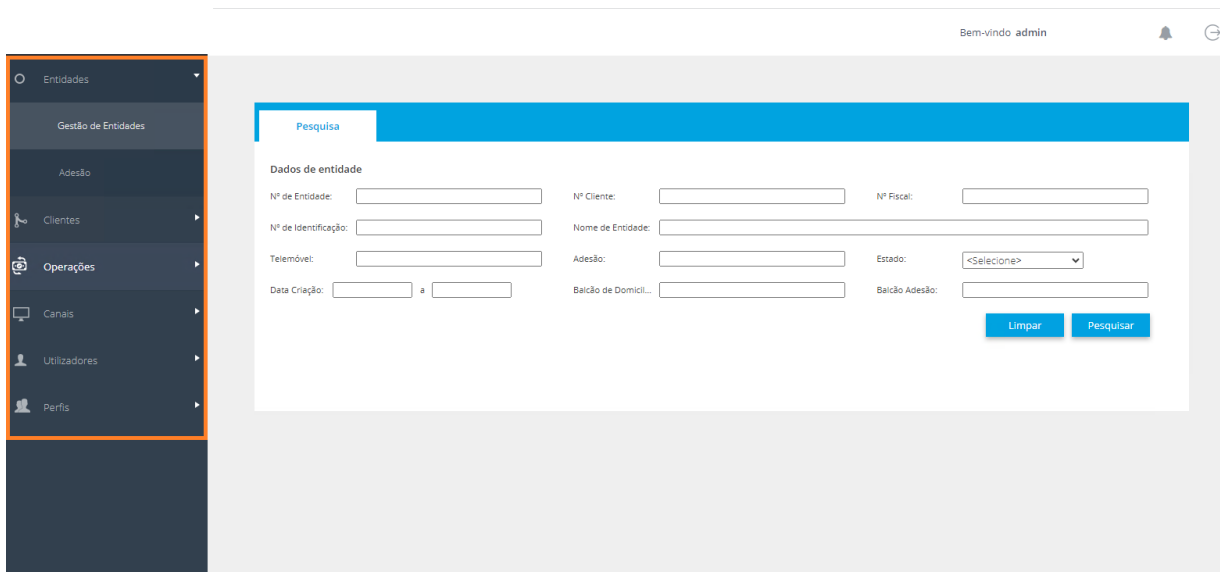 Bem-vindo admin
Entidades
Gestão de Entidades
Adesão
Clientes
Operações
Canais
Utilizadores
Perfis
Pesquisa
Dados de entidade
Nº de Entidade: Nº Cliente: Nº Fiscal:
Nº de Identificação: Nome de Entidade:
Telemóvel: Adesão: Estado: <Selecione>
Data Criação: a Balcão de Domicil... Balcão Adesão:
Limpar Pesquisar